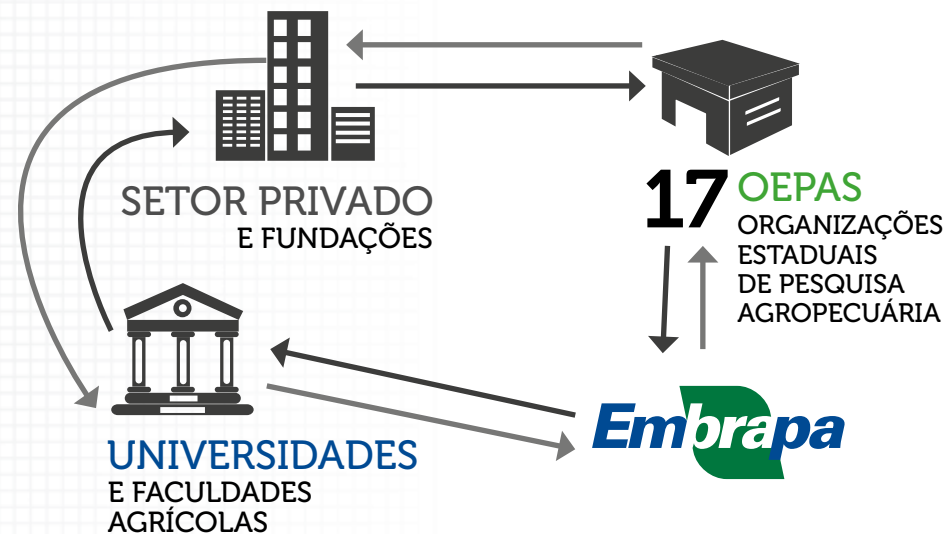 SETOR PRIVADO
E FUNDAÇÕES
17 OEPAS
ORGANIZAÇÕES
ESTADUAIS
DE PESQUISA
AGROPECUÁRIA
UNIVERSIDADES
E FACULDADES
AGRÍCOLAS
Embrapa